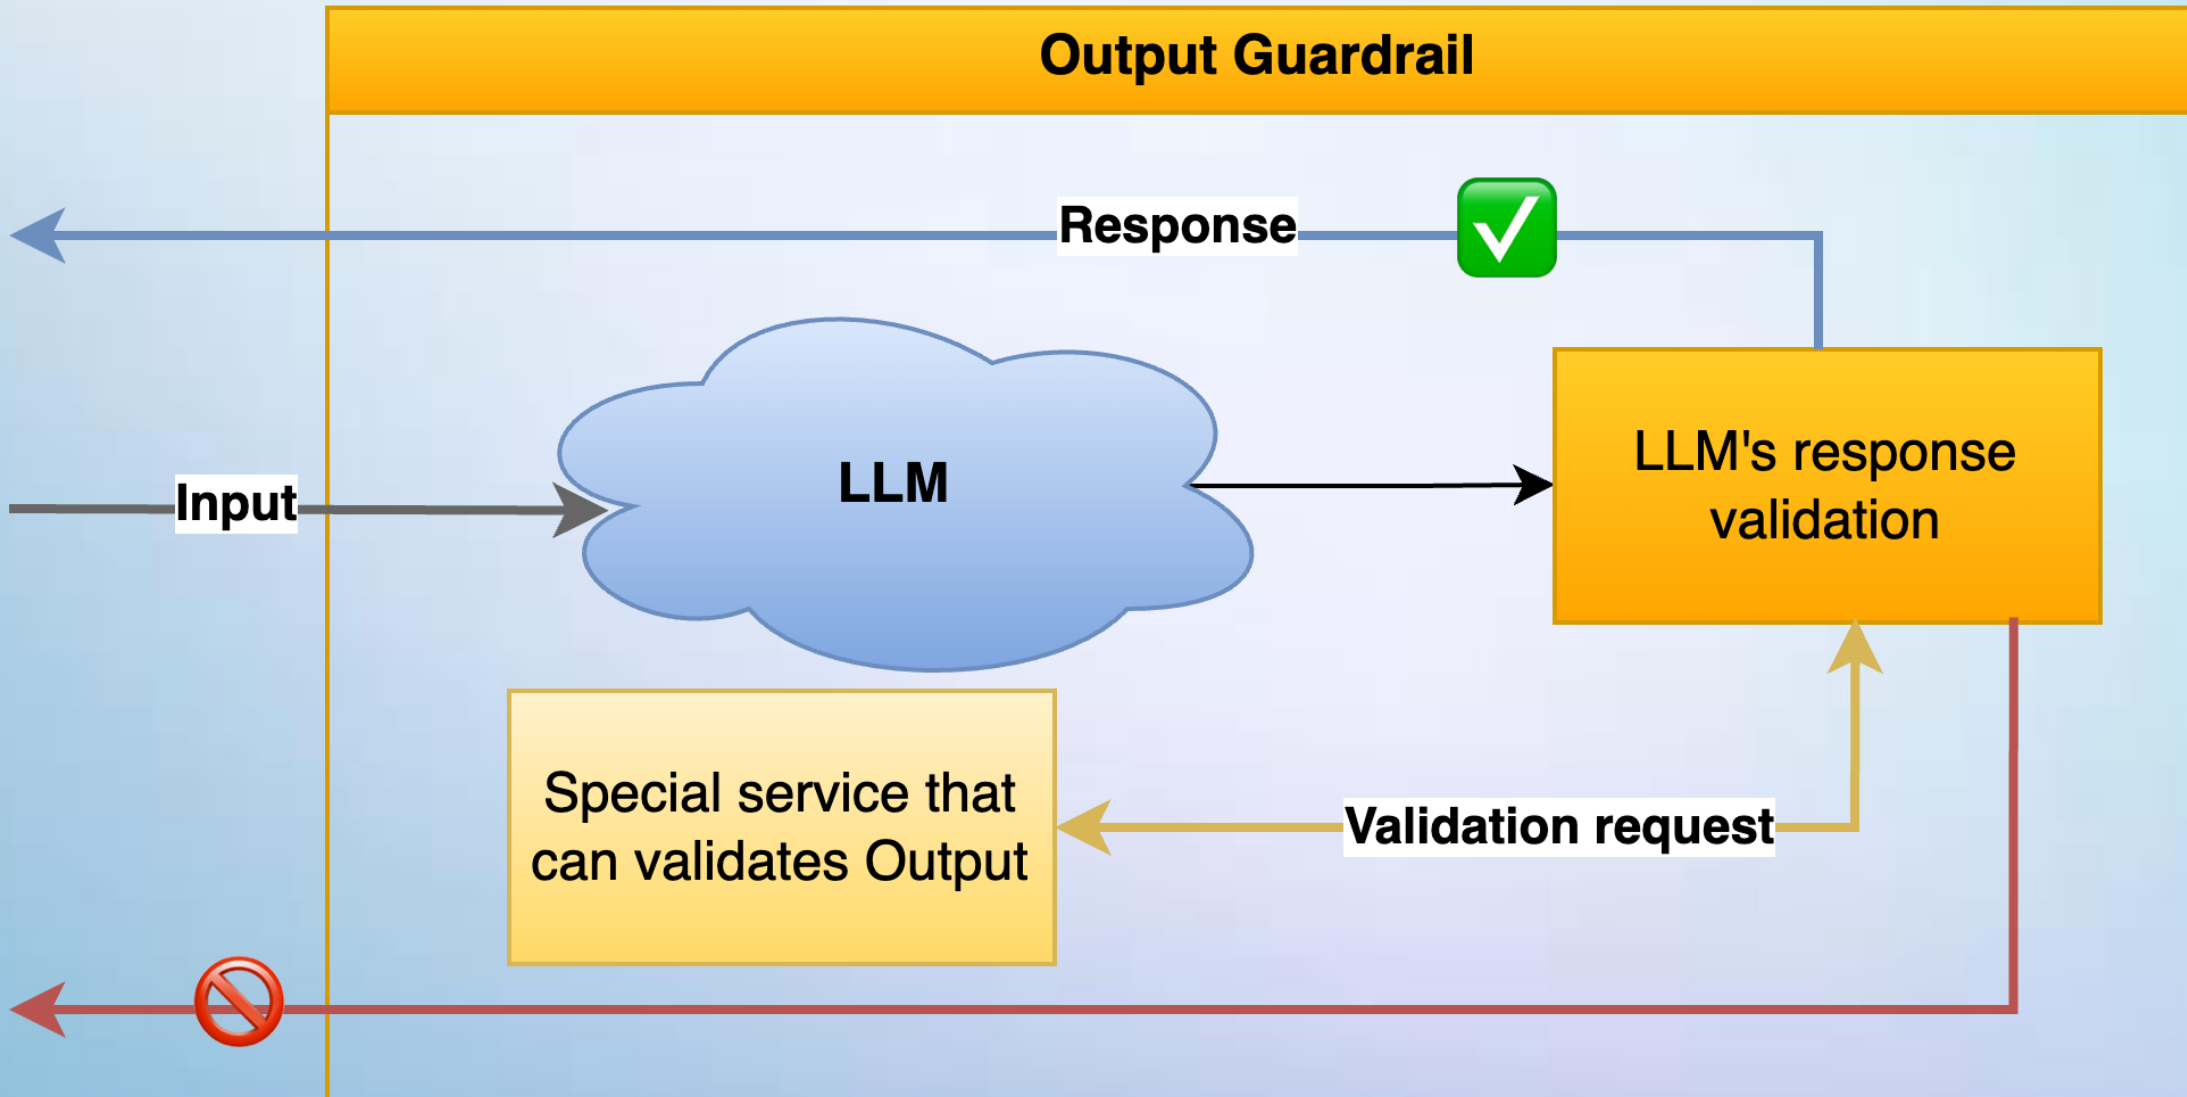 Output Guardrail
Response
LLM
LLM's response
validation
Input
Special service that
can validates Output
Validation request